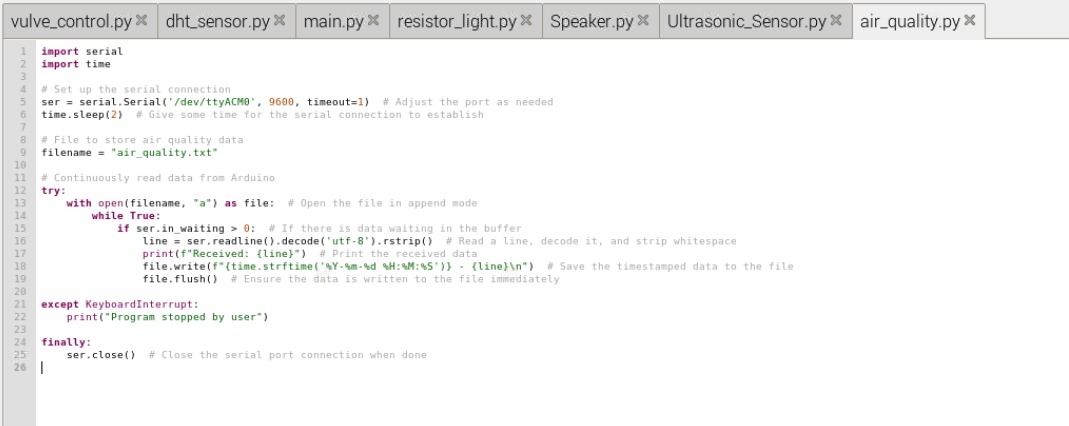 vulve_control.py dht_sensor.py main.py resistor_light.py Speaker.py Ultrasonic_Sensor.py air_quality.py
1 import serial
2 import time
3
4 # Set up the serial connection
5 ser = serial.Serial('/dev/ttyACM0', 9600, timeout=1)  # Adjust the port as needed
6 time.sleep(2)  # Give some time for the serial connection to establish
7
8 # File to store air quality data
9 filename = "air_quality.txt"
10
11 # Continuously read data from Arduino
12 try:
13     with open(filename, "a") as file:  # Open the file in append mode
14         while True:
15             if ser.in_waiting > 0:  # If there is data waiting in the buffer
16                 line = ser.readline().decode('utf-8').rstrip()  # Read a line, decode it, and strip whitespace
17                 print(f"Received: {line}")  # Print the received data
18                 file.write(f"{time.strftime('%Y-%m-%d %H:%M:%S')} - {line}\n")  # Save the timestamped data to the file
19                 file.flush()  # Ensure the data is written to the file immediately
20
21 except KeyboardInterrupt:
22     print("Program stopped by user")
23
24 finally:
25     ser.close()  # Close the serial port connection when done
26